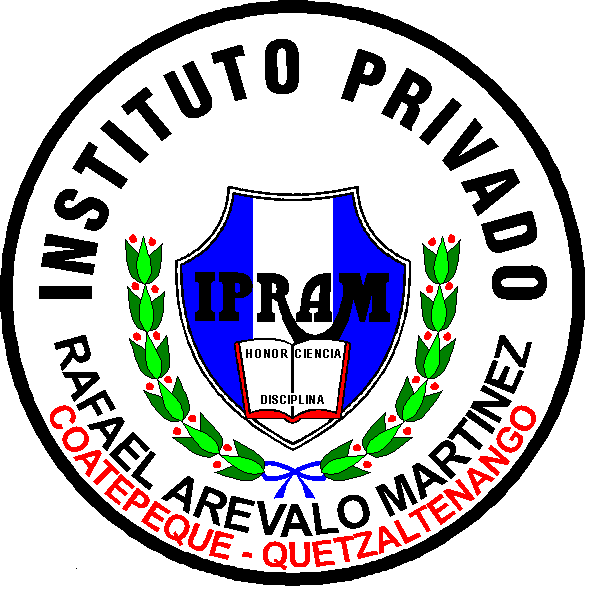 INSTITUTO PRIVADO
IPRAM
HONOR CIENCIA
DISCIPLINA
RAFAEL AREVALO MARTINEZ
COATEPEQUE - QUETZALTENANGO